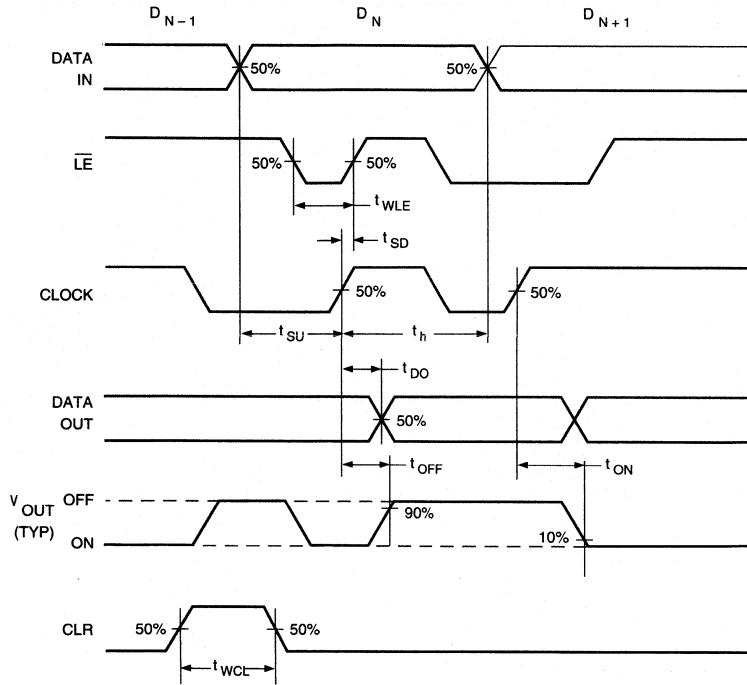 D N – 1 D N D N + 1
DATA IN 50% 50%
LE 50% 50%
t WLE
t SD
CLOCK 50% 50%
t SU t h
t DO
DATA OUT 50%
t OFF t ON
V OUT (TYP) OFF 90%
ON 10%
CLR 50% 50%
t WCL